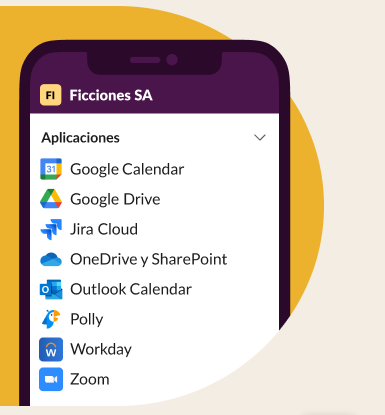 FI Ficciones SA
Aplicaciones
31 Google Calendar
Google Drive
Jira Cloud
OneDrive y SharePoint
O Outlook Calendar
Polly
W Workday
Zoom